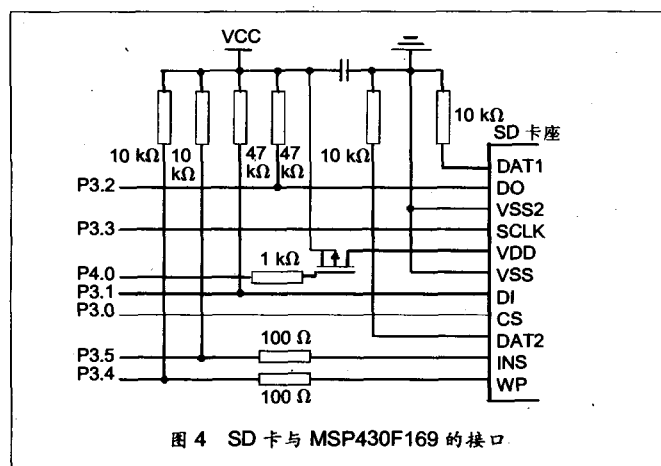 VCC
10 kΩ
SD 卡座
10 kΩ
10 kΩ
47 kΩ
47 kΩ
10 kΩ
DAT1
P3.2
DO
VSS2
P3.3
SCLK
VDD
1 kΩ
P4.0
VSS
P3.1
DI
P3.0
CS
100 Ω
DAT2
P3.5
INS
P3.4
WP
100 Ω
图 4 SD 卡与 MSP430F169 的接口